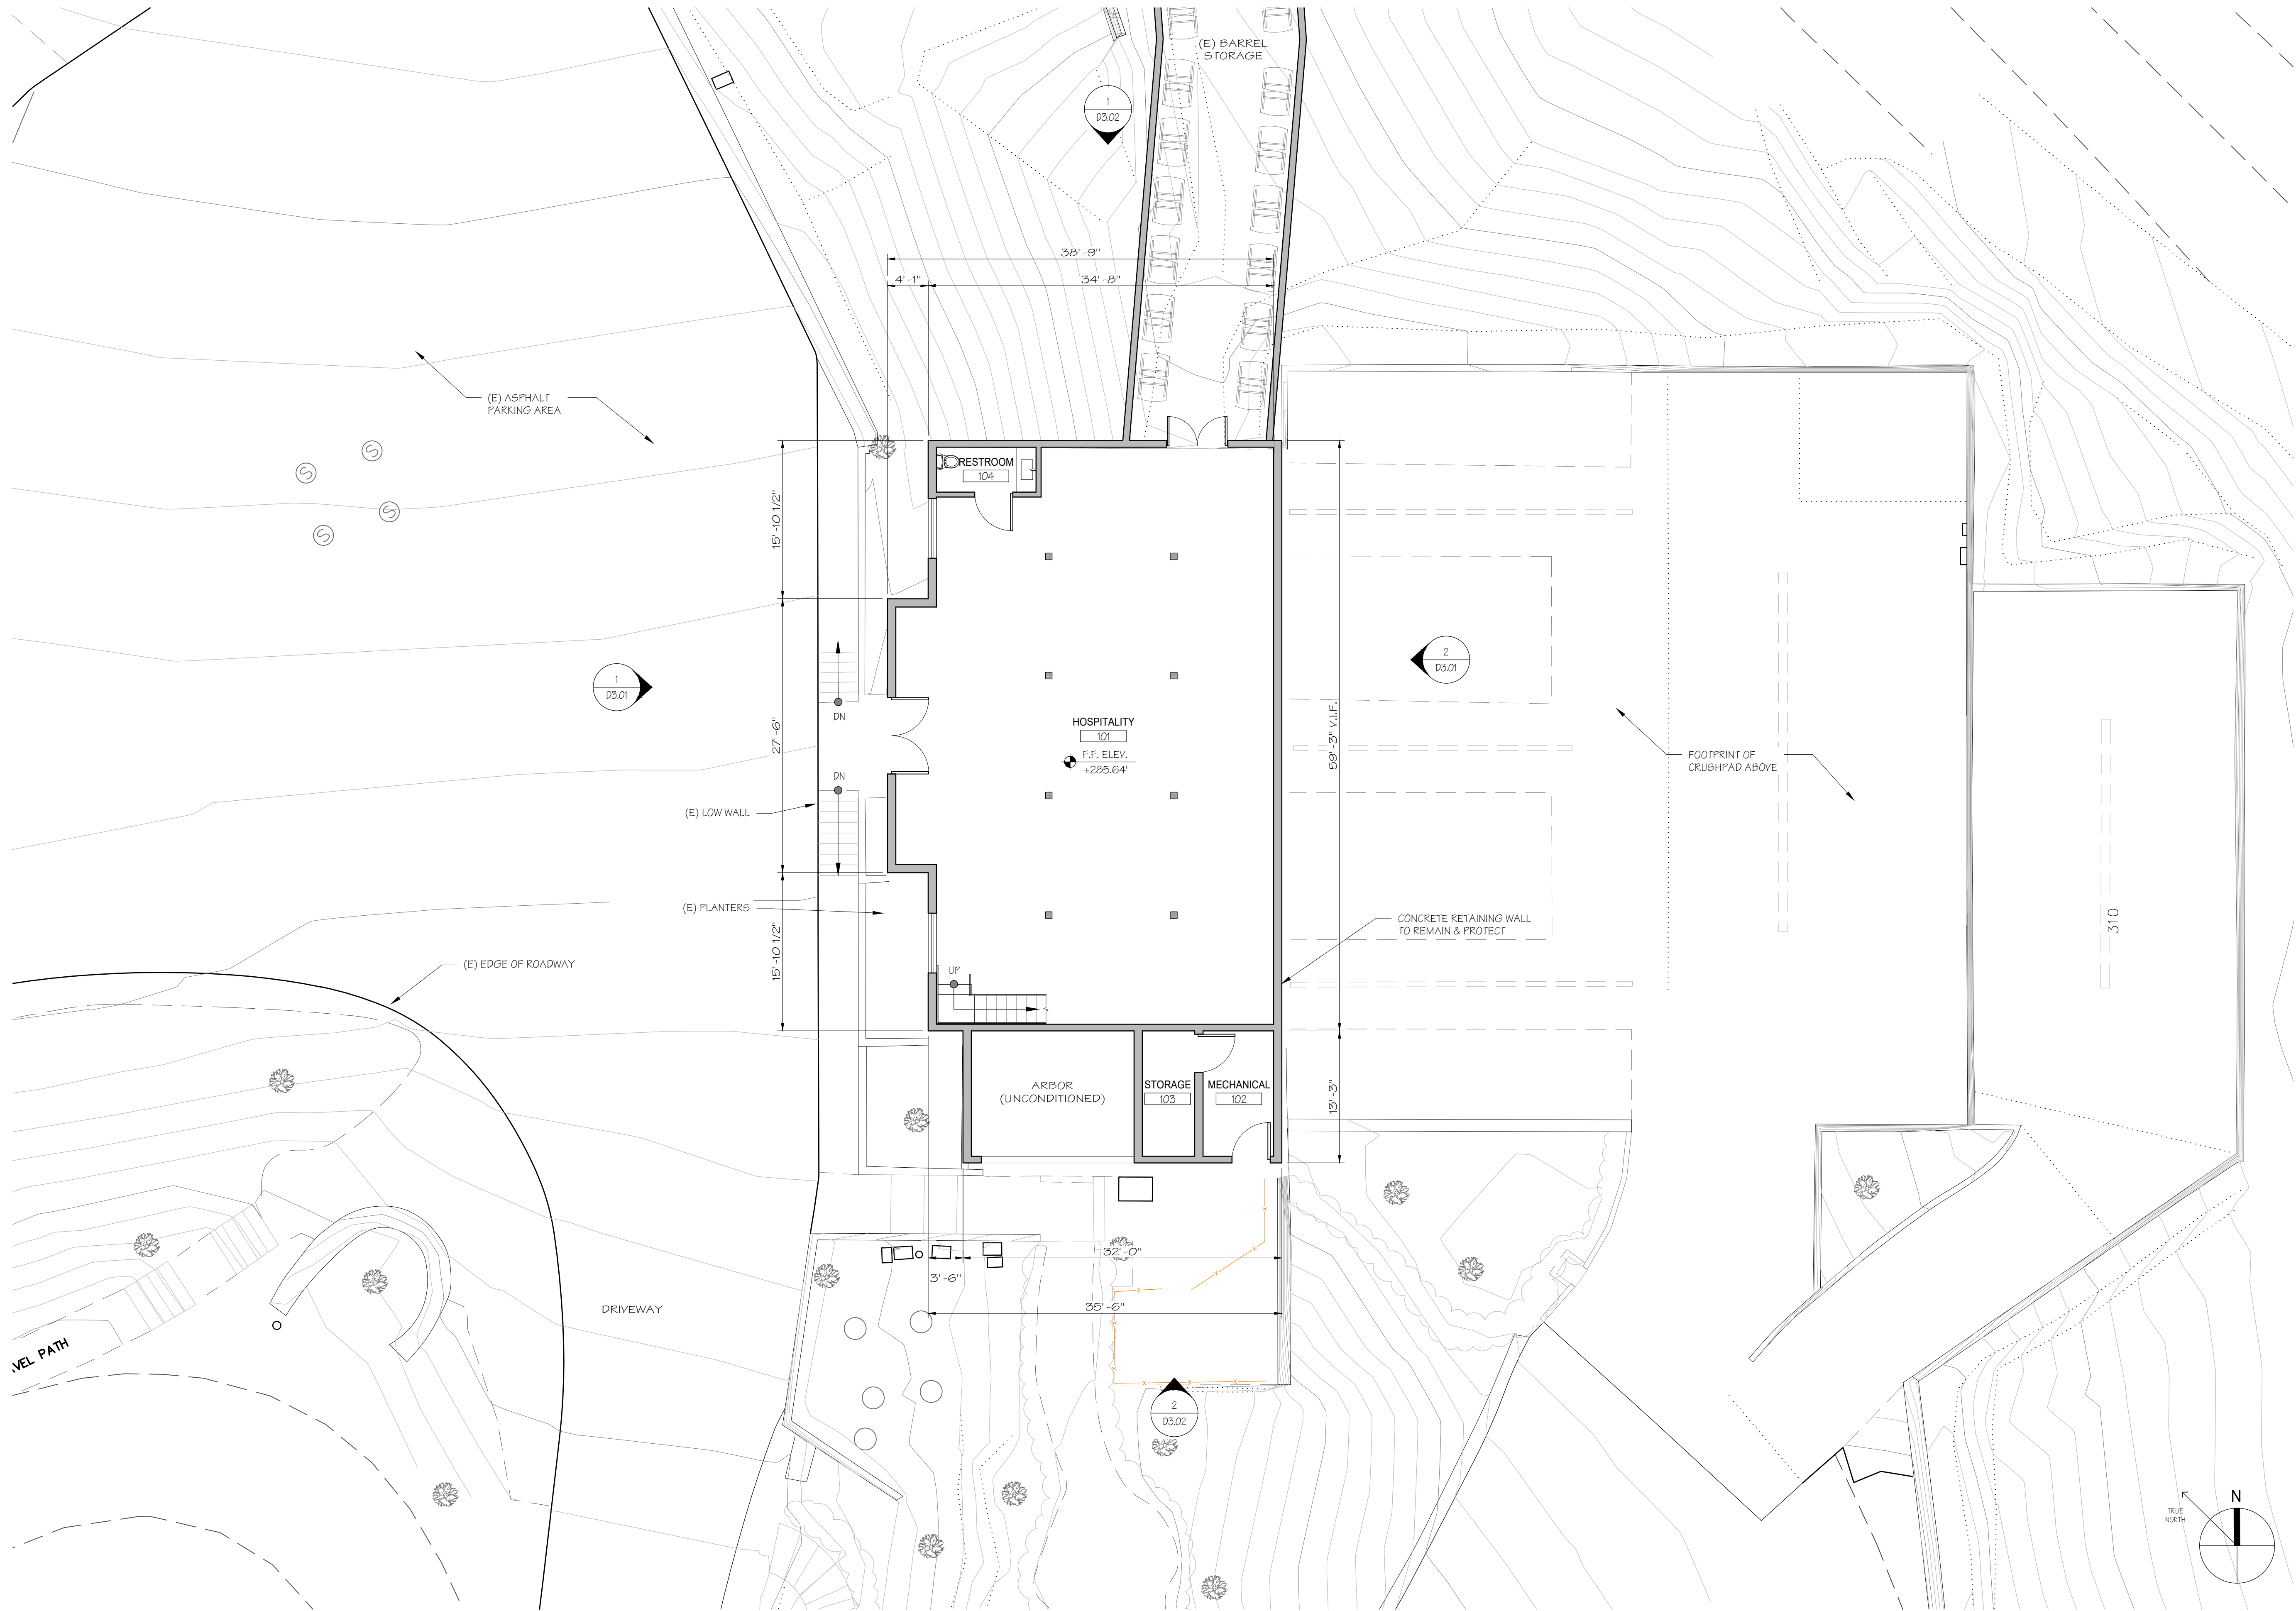 (E) BARREL
STORAGE
1
D3.02
38' -9"
4' -1"
34' -8"
(E) ASPHALT
PARKING AREA
S
S
S
S
RESTROOM
104
15' -10 1/2"
1
D3.01
2
D3.01
DN
HOSPITALITY
101
F.F. ELEV.
+285.64'
27' -6"
59' -3" V.I.F.
FOOTPRINT OF
CRUSHPAD ABOVE
DN
(E) LOW WALL
(E) PLANTERS
CONCRETE RETAINING WALL
TO REMAIN & PROTECT
310
15' -10 1/2"
(E) EDGE OF ROADWAY
UP
ARBOR
(UNCONDITIONED)
STORAGE
103
MECHANICAL
102
13' -3"
32' -0"
3' -6"
35' -6"
DRIVEWAY
VEL PATH
2
D3.02
N
TRUE
NORTH